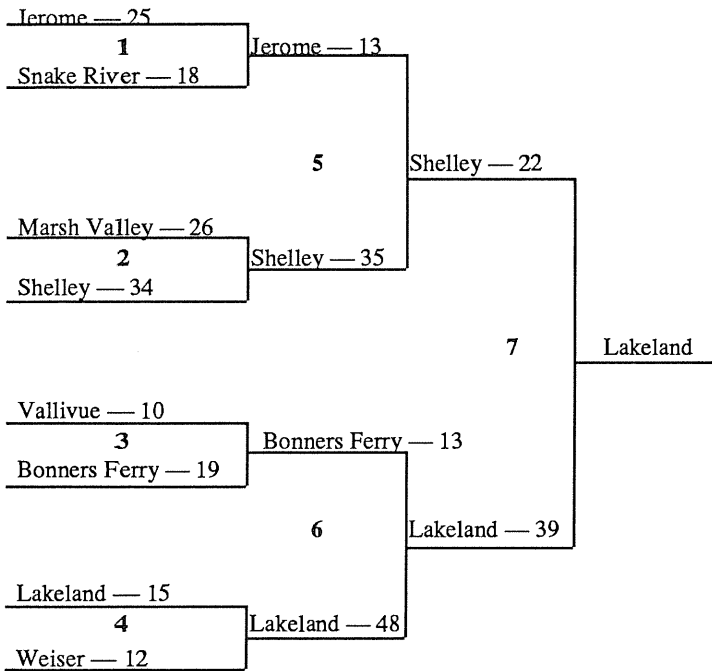 Jerome — 25
1
Jerome — 13
Snake River — 18
5
Shelley — 22
Marsh Valley — 26
2
Shelley — 35
Shelley — 34
7
Lakeland
Vallivue — 10
3
Bonners Ferry — 13
Bonners Ferry — 19
6
Lakeland — 39
Lakeland — 15
4
Lakeland — 48
Weiser — 12